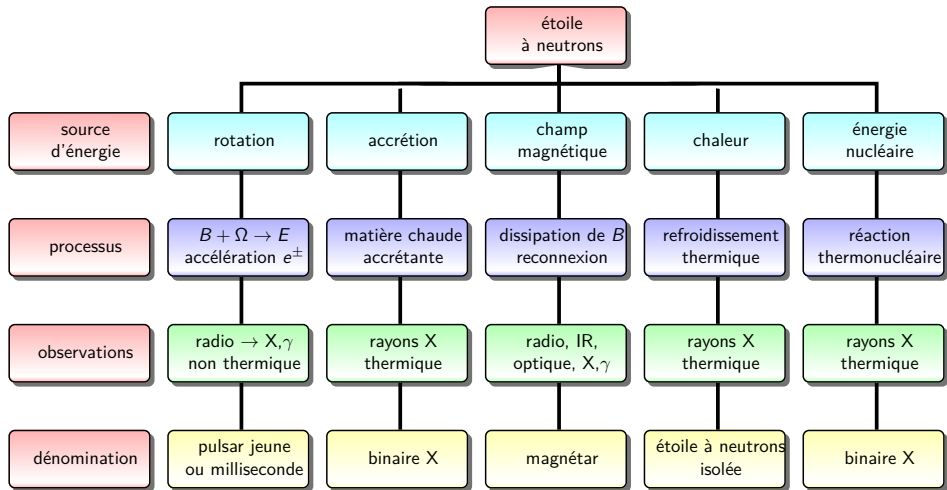 étoile
à neutrons
source
d'énergie
rotation
accrétion
champ
magnétique
chaleur
énergie
nucléaire
processus
B + Ω → E
accélération e±
matière chaude
accrétante
dissipation de B
reconnexion
refroidissement
thermique
réaction
thermonucléaire
observations
radio → X,γ
non thermique
rayons X
thermique
radio, IR,
optique, X,γ
rayons X
thermique
rayons X
thermique
dénomination
pulsar jeune
ou milliseconde
binaire X
magnétar
étoile à neutrons
isolée
binaire X